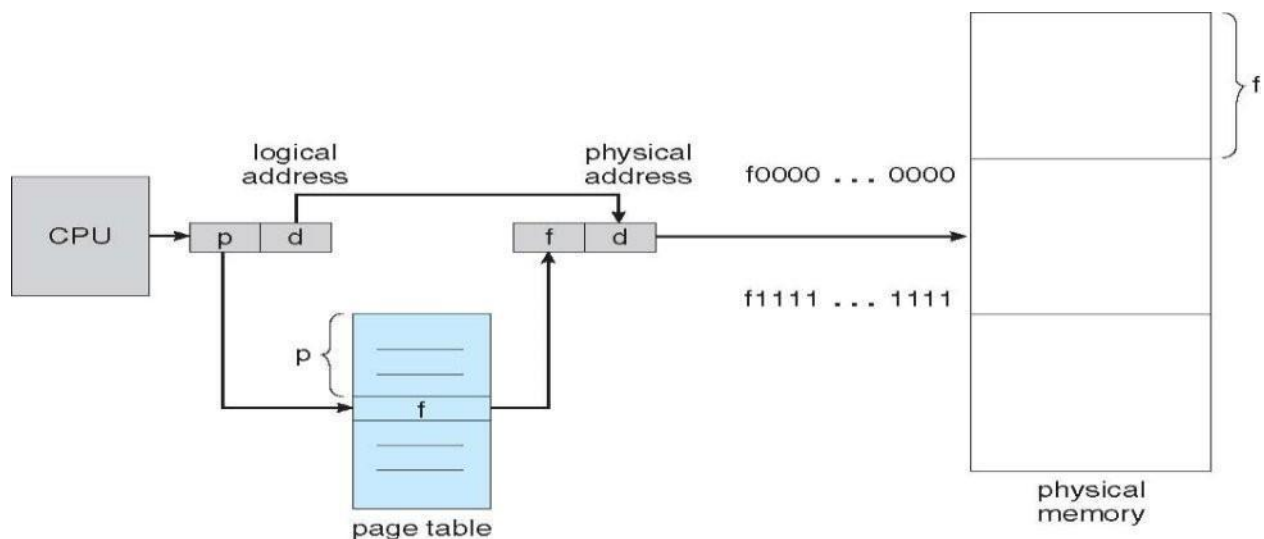 CPU
logical
address
p d
physical
address
f d
f0000 ... 0000
f1111 ... 1111
f
p
f
page table
physical
memory